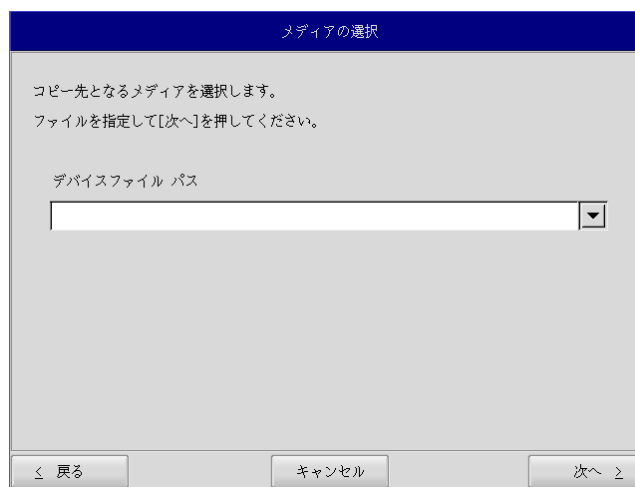 メディアの選択
コピー先となるメディアを選択します。
ファイルを指定して[次へ]を押してください。
デバイスファイル パス
< 戻る
キャンセル
次へ >